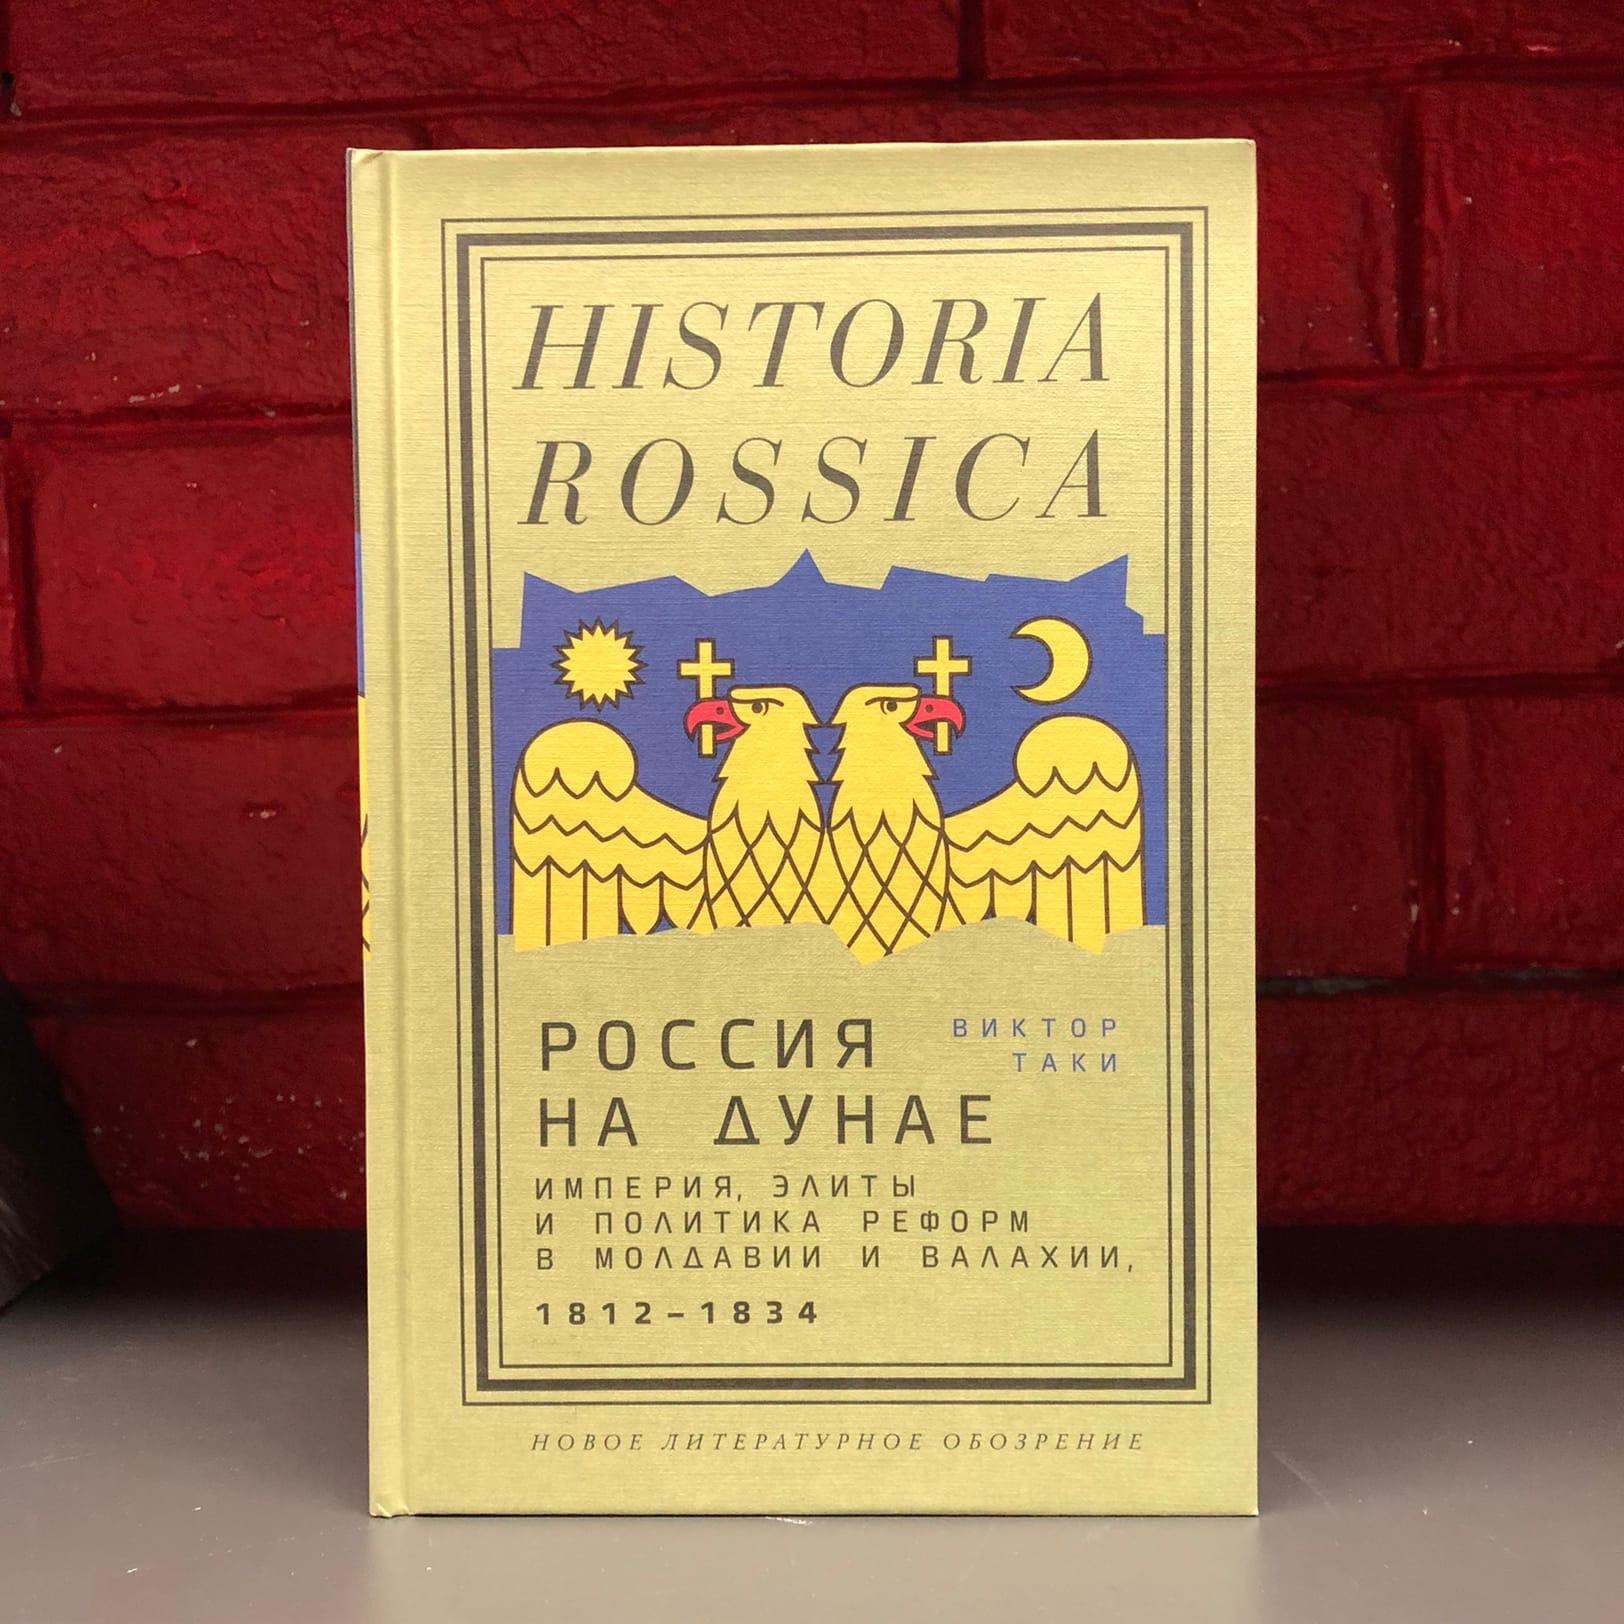 HISTORIA
ROSSICA
РОССИЯ
НА ДУНАЕ
ВИКТОР
ТАКИ
ИМПЕРИЯ, ЭЛИТЫ
И ПОЛИТИКА РЕФОРМ
В МОЛДАВИИ И ВАЛАХИИ,
1812–1834
НОВОЕ ЛИТЕРАТУРНОЕ ОБОЗРЕНИЕ